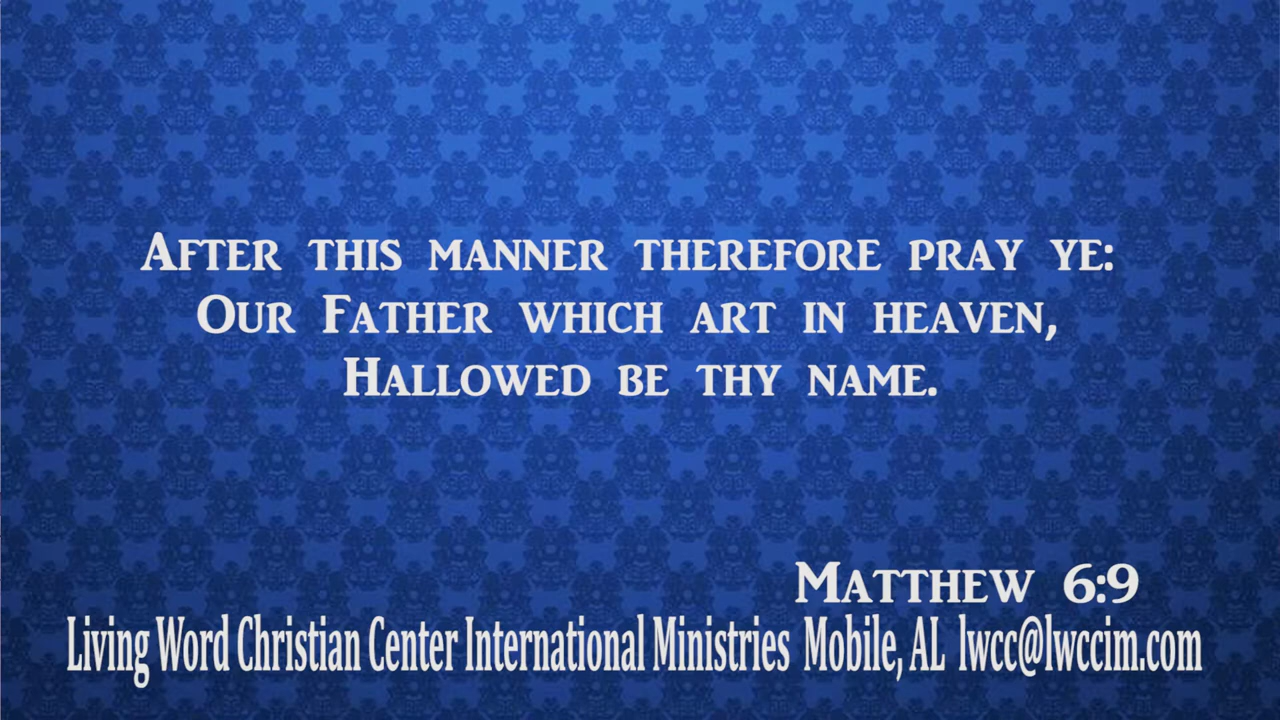 After this manner therefore pray ye:
Our Father which art in heaven,
Hallowed be thy name.
Matthew 6:9
Living Word Christian Center International Ministries Mobile, AL lwcc@lwccim.com